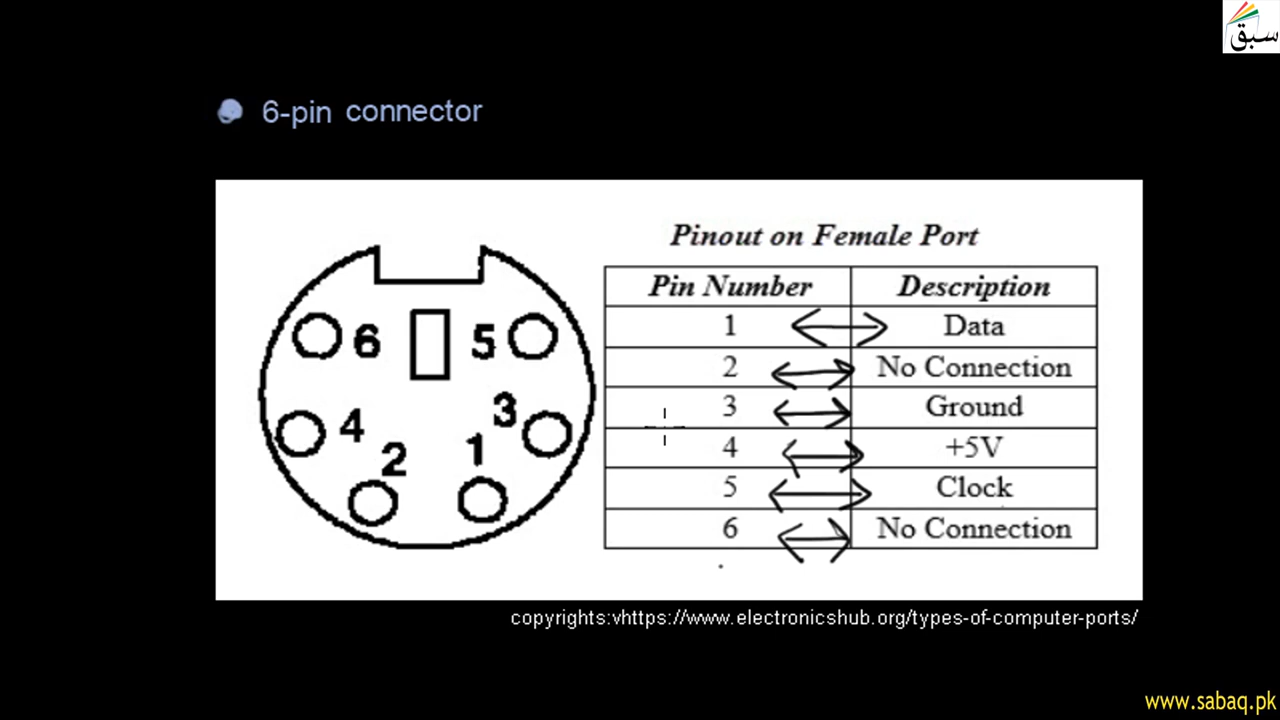 سبق
6-pin connector
Pinout on Female Port
Pin Number Description
1 Data
2 No Connection
3 Ground
4 +5V
5 Clock
6 No Connection
6 5
4 3
2 1
copyrights:vhttps://www.electronicshub.org/types-of-computer-ports/
www.sabaq.pk